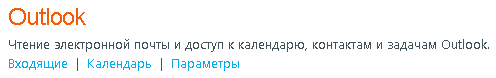 Outlook
Чтение электронной почты и доступ к календарю, контактам и задачам Outlook.
Входящие | Календарь | Параметры